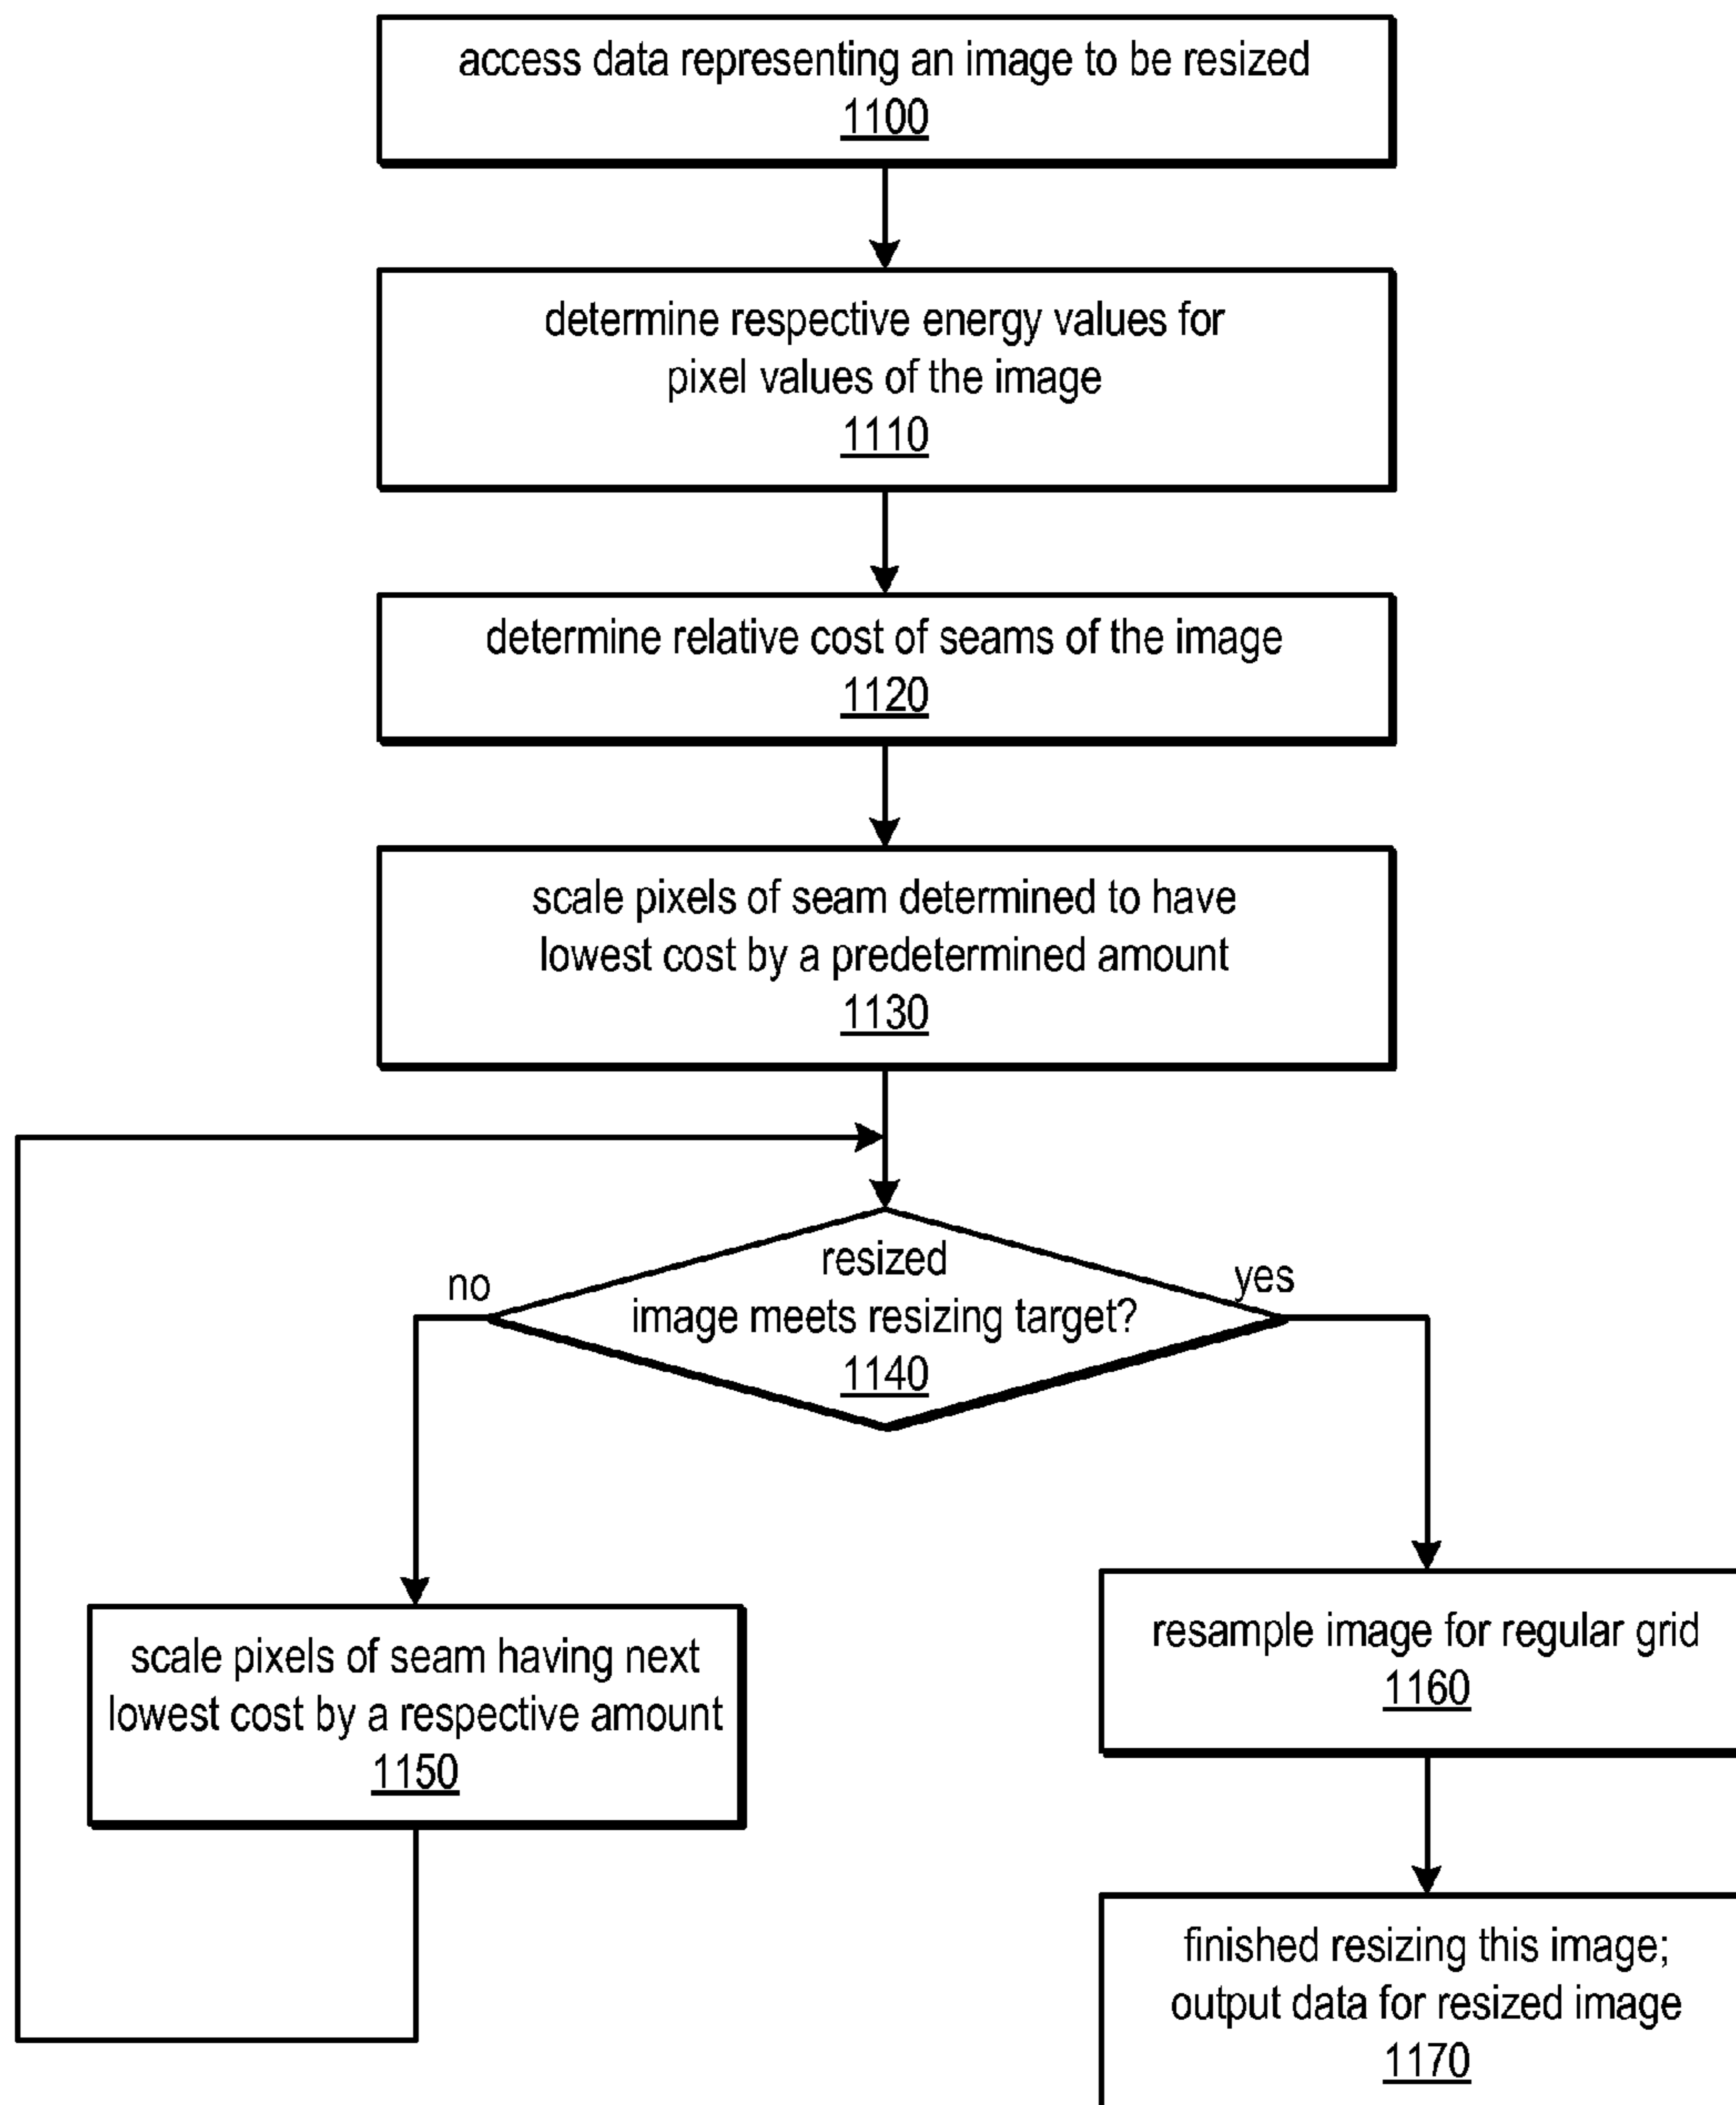 access data representing an image to be resized
1100
determine respective energy values for
pixel values of the image
1110
determine relative cost of seams of the image
1120
scale pixels of seam determined to have
lowest cost by a predetermined amount
1130
resized
image meets resizing target?
1140
no
yes
scale pixels of seam having next
lowest cost by a respective amount
1150
resample image for regular grid
1160
finished resizing this image;
output data for resized image
1170